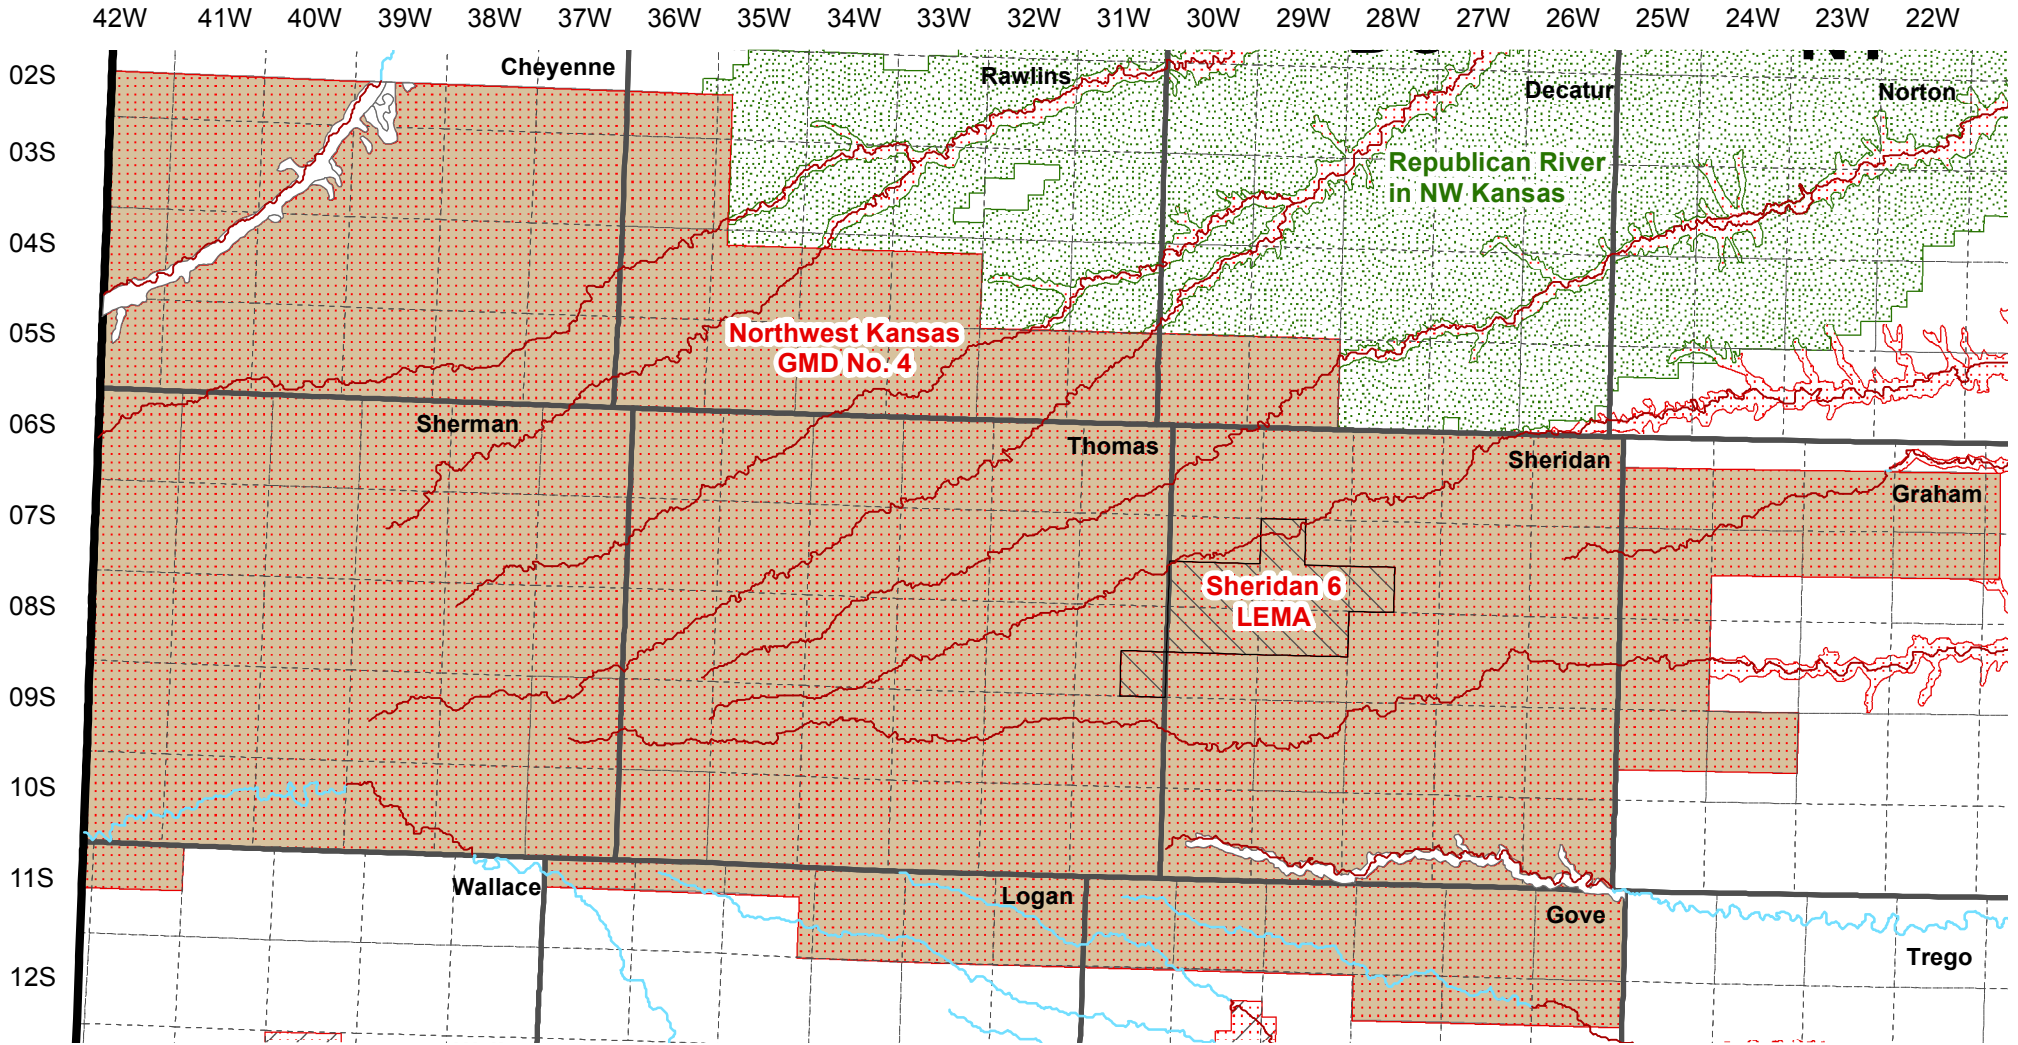 42W 41W 40W 39W 38W 37W 36W 35W 34W 33W 32W 31W 30W 29W 28W 27W 26W 25W 24W 23W 22W
02S
Cheyenne
Rawlins
Decatur
Norton
03S
Republican River
in NW Kansas
04S
05S
Northwest Kansas
GMD No. 4
06S
Sherman
Thomas
Sheridan
Graham
07S
08S
Sheridan 6
LEMA
09S
10S
11S
Wallace
Logan
Gove
Trego
12S